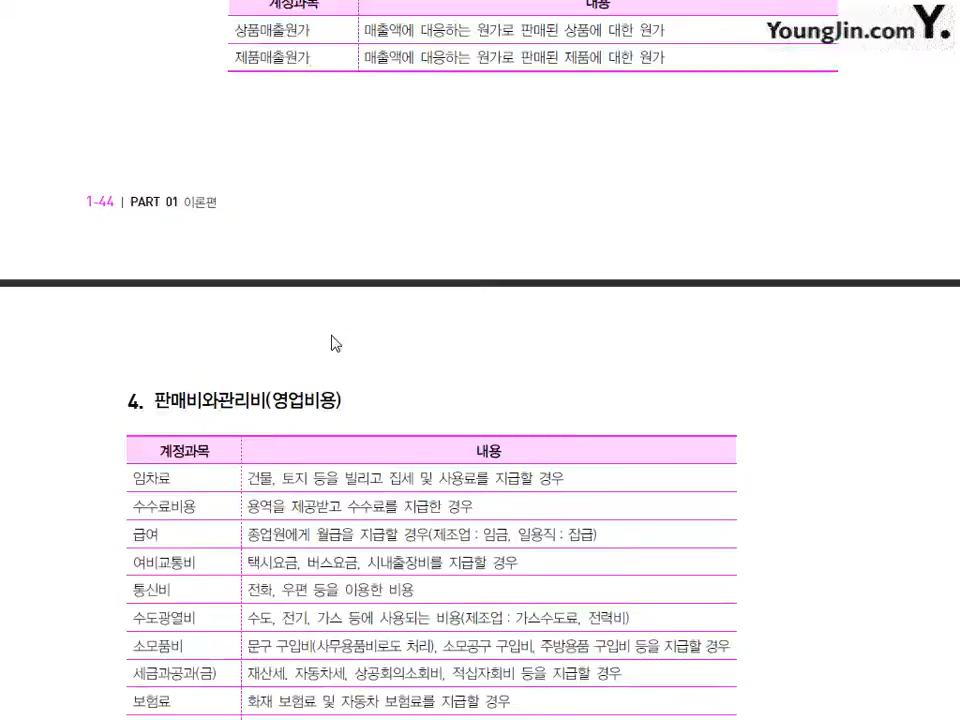 계정과목 내용
상품매출원가 매출액에 대응하는 원가로 판매된 상품에 대한 원가
제품매출원가 매출액에 대응하는 원가로 판매된 제품에 대한 원가
YoungJin.com Y.
1-44 | PART 01 이론편
4. 판매비와관리비(영업비용)
계정과목 내용
임차료 건물, 토지 등을 빌리고 집세 및 사용료를 지급할 경우
수수료비용 용역을 제공받고 수수료를 지급한 경우
급여 종업원에게 월급을 지급할 경우(제조업 : 임금, 일용직 : 잡급)
여비교통비 택시요금, 버스요금, 시내출장비를 지급할 경우
통신비 전화, 우편 등을 이용한 비용
수도광열비 수도, 전기, 가스 등에 사용되는 비용(제조업 : 가스수도료, 전력비)
소모품비 문구 구입비(사무용품비로도 처리), 소모공구 구입비, 주방용품 구입비 등을 지급할 경우
세금과공과(금) 재산세, 자동차세, 상공회의소회비, 적십자회비 등을 지급할 경우
보험료 화재 보험료 및 자동차 보험료를 지급할 경우